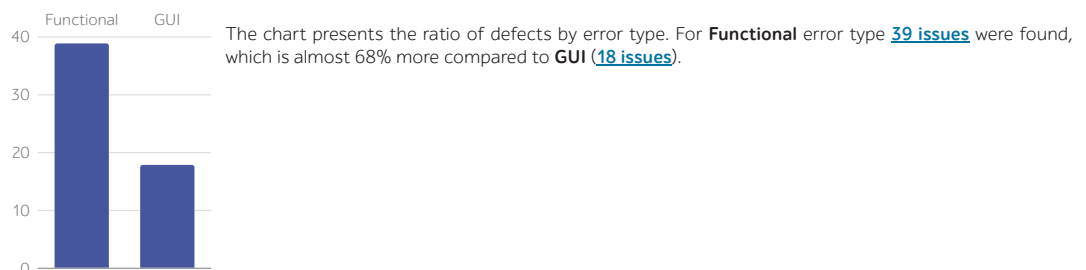 Functional GUI
40
30
20
10
0
The chart presents the ratio of defects by error type. For Functional error type 39 issues were found,
which is almost 68% more compared to GUI (18 issues).